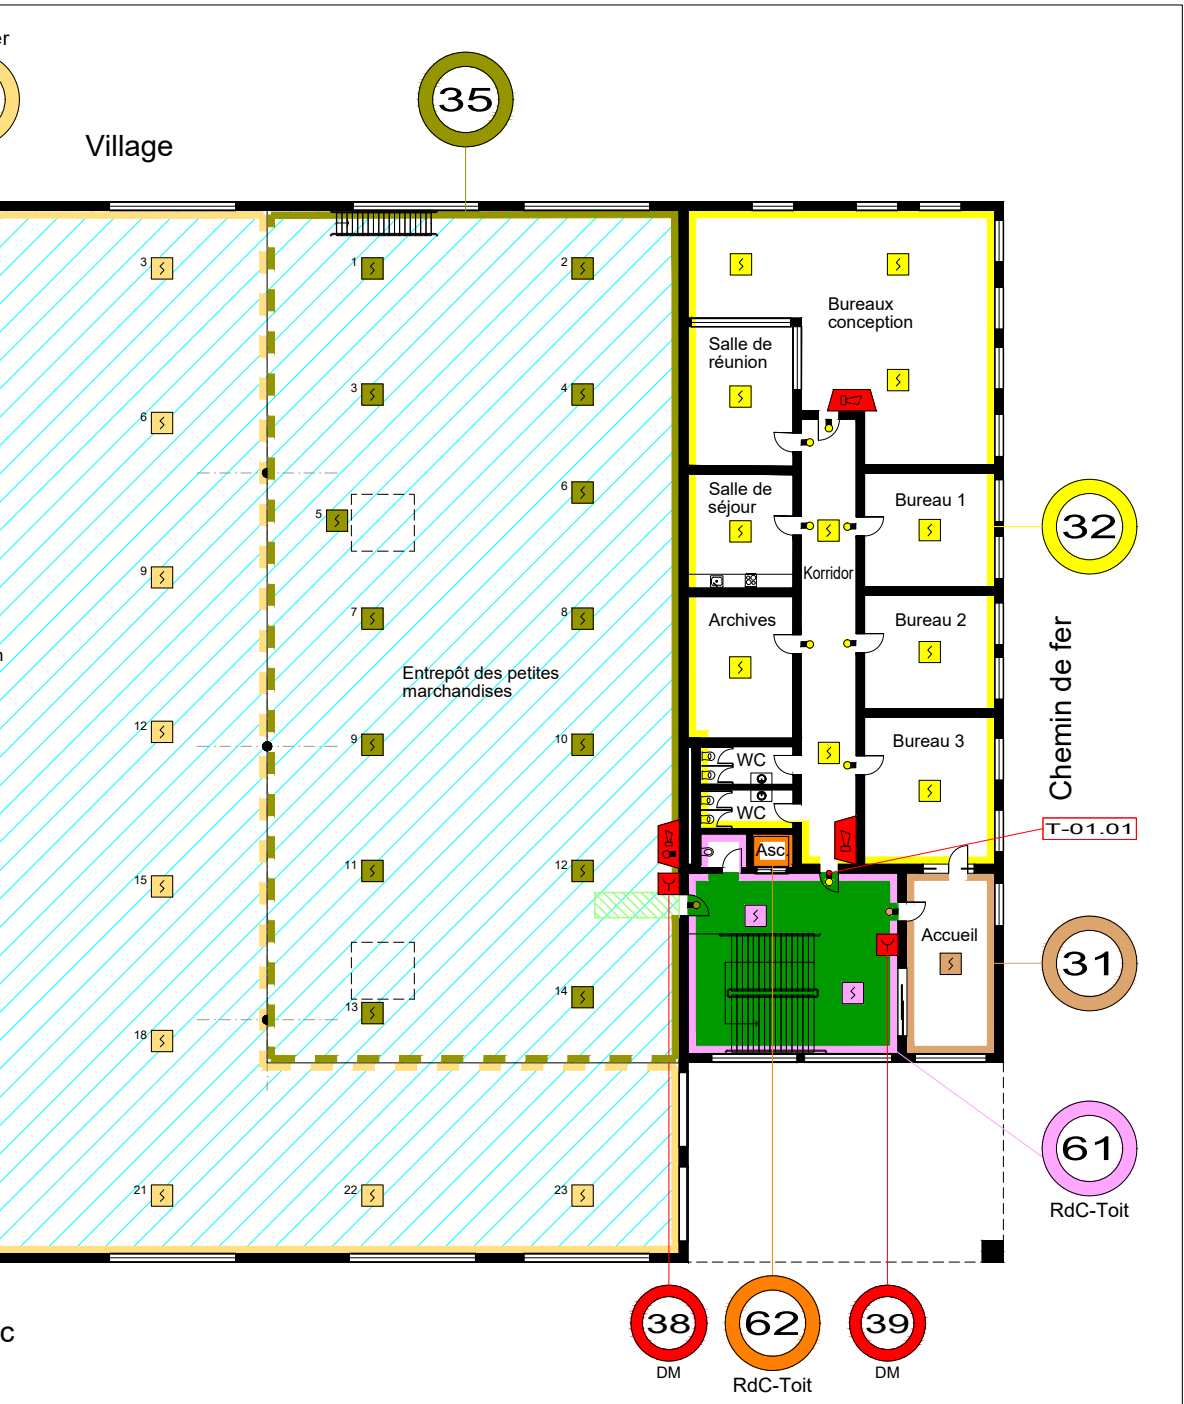 er
35
Village
3
1
2
Bureaux
conception
Salle de
réunion
3
4
6
6
5
Salle de
séjour
Bureau 1
32
9
Korridor
7
8
Archives
Bureau 2
n
Entrepôt des petites
marchandises
Chemin de fer
12
9
10
WC
Bureau 3
WC
T-01.01
Asc.
15
11
12
Accueil
31
18
13
14
61
RdC-Toit
21
22
23
38
DM
62
RdC-Toit
39
DM
c